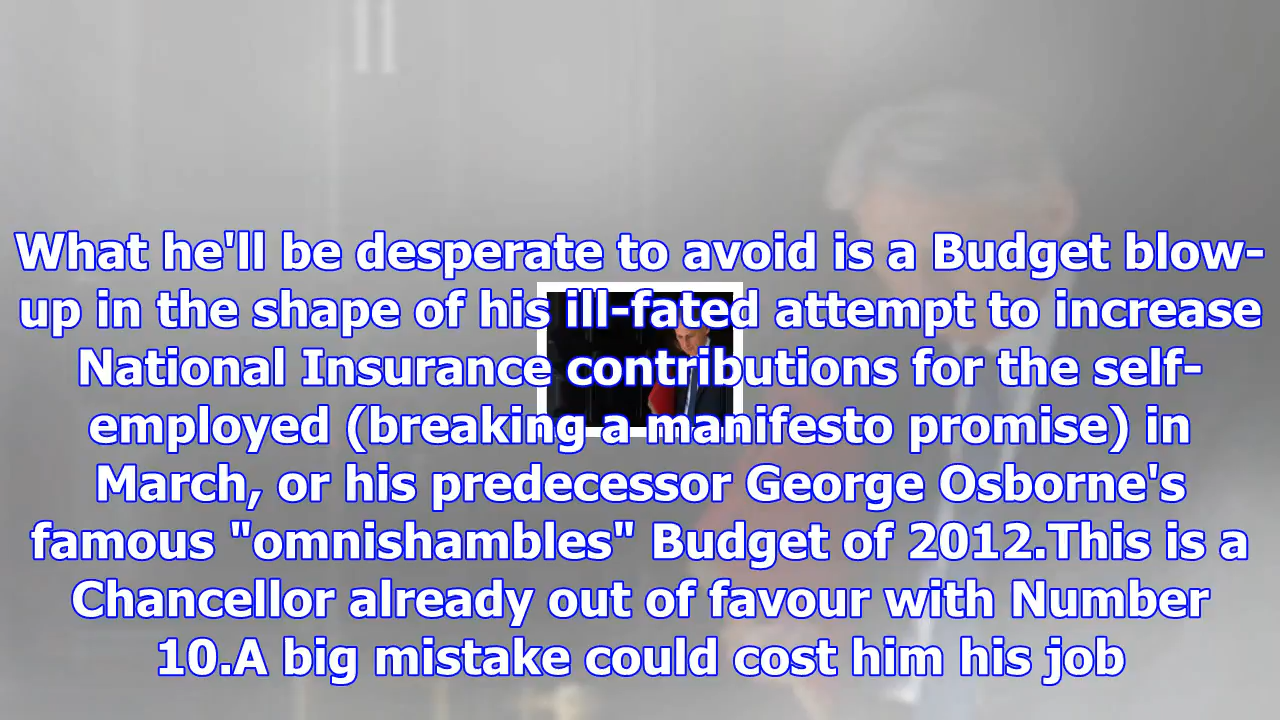 What he'll be desperate to avoid is a Budget blow-
up in the shape of his ill-fated attempt to increase
National Insurance contributions for the self-
employed (breaking a manifesto promise) in
March, or his predecessor George Osborne's
famous "omnishambles" Budget of 2012.This is a
Chancellor already out of favour with Number
10.A big mistake could cost him his job